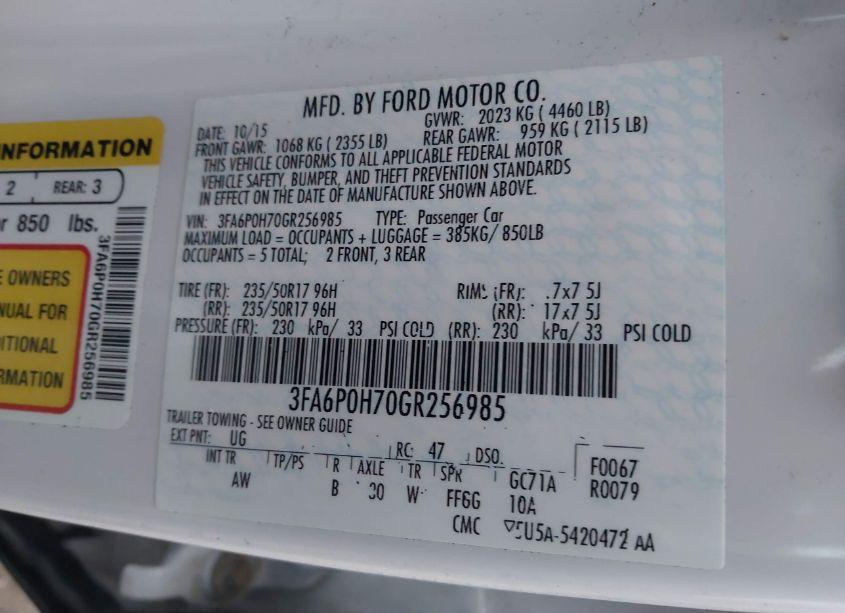 INFORMATION
2 REAR: 3
850 lbs.
OWNERS
FOR
3FA6P0H70GR256985
MFD. BY FORD MOTOR CO.
DATE: 10/15 GVWR: 2023 KG ( 4460 LB)
FRONT GAWR: 1068 KG ( 2355 LB) REAR GAWR: 959 KG ( 2115 LB)
THIS VEHICLE CONFORMS TO ALL APPLICABLE FEDERAL MOTOR
VEHICLE SAFETY, BUMPER, AND THEFT PREVENTION STANDARDS
IN EFFECT ON THE DATE OF MANUFACTURE SHOWN ABOVE.
VIN: 3FA6P0H70GR256985 TYPE: Passenger Car
MAXIMUM LOAD = OCCUPANTS + LUGGAGE = 385KG/ 850LB
OCCUPANTS = 5 TOTAL; 2 FRONT, 3 REAR
TIRE (FR): 235/50R17 96H RIMS (FR): .7x7 5J
(RR): 235/50R17 96H (RR): 17x7 5J
PRESSURE (FR): 230 kPa/ 33 PSI COLD (RR): 230 kPa/ 33 PSI COLD
3FA6P0H70GR256985
TRAILER TOWING - SEE OWNER GUIDE
EXT PNT: UG RC: 47 DSO:
INT TR TP/PS R AXLE TR SPR GC71A F0067
AW B W FF6G 10A R0079
CMC 5U5A-5420472 AA